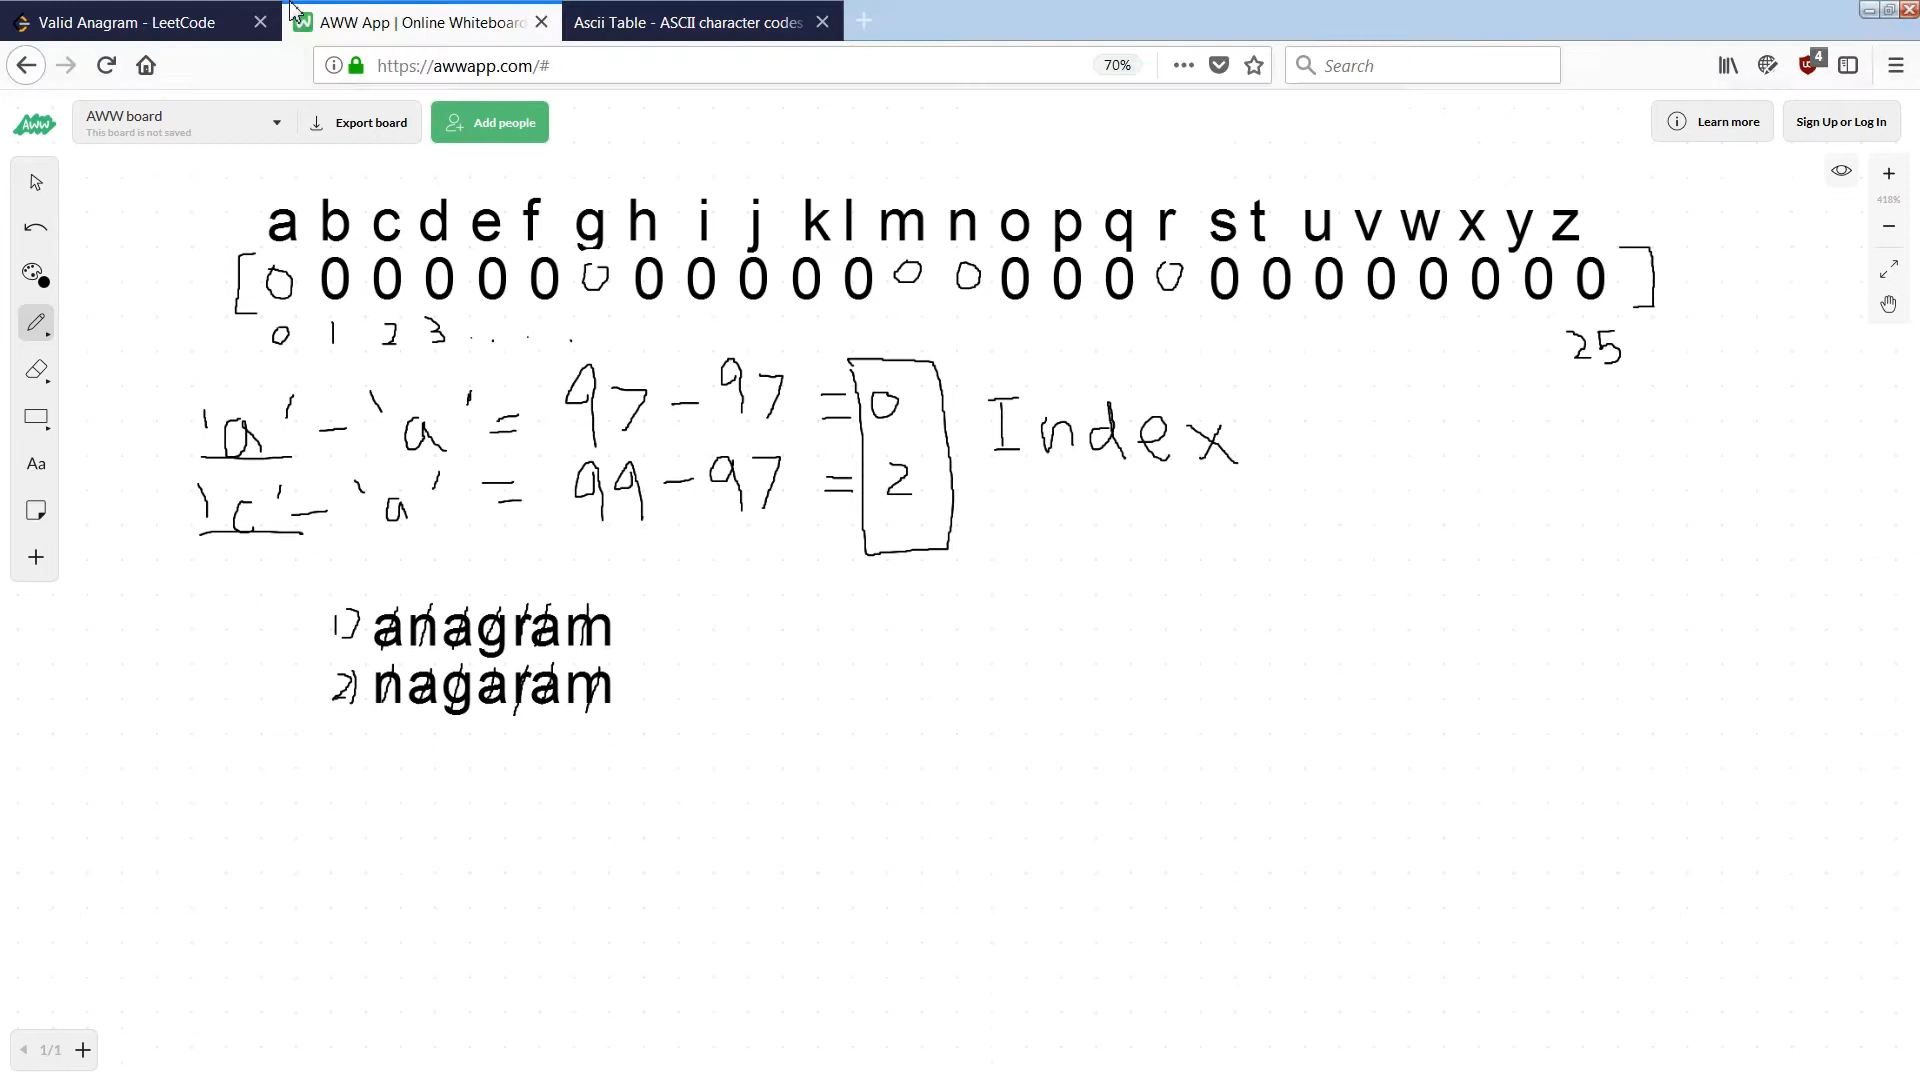 Valid Anagram - LeetCode
AWW App | Online Whiteboard
Ascii Table - ASCII character codes
https://awwapp.com/#
70%
Search
4
AWW
AWW board
This board is not saved
Export board
Add people
Learn more
Sign Up or Log In
418%
a b c d e f g h i j k l m n o p q r s t u v w x y z
[ 0 0 0 0 0 0 0 0 0 0 0 0 0 0 0 0 0 0 0 0 0 0 0 0 0 0 ]
0 1 2 3 . . . . 25
'a' - 'a' = 97 - 97 = 0 Index
'c' - 'a' = 99 - 97 = 2
1) anagram
2) nagaram
Aa
1/1